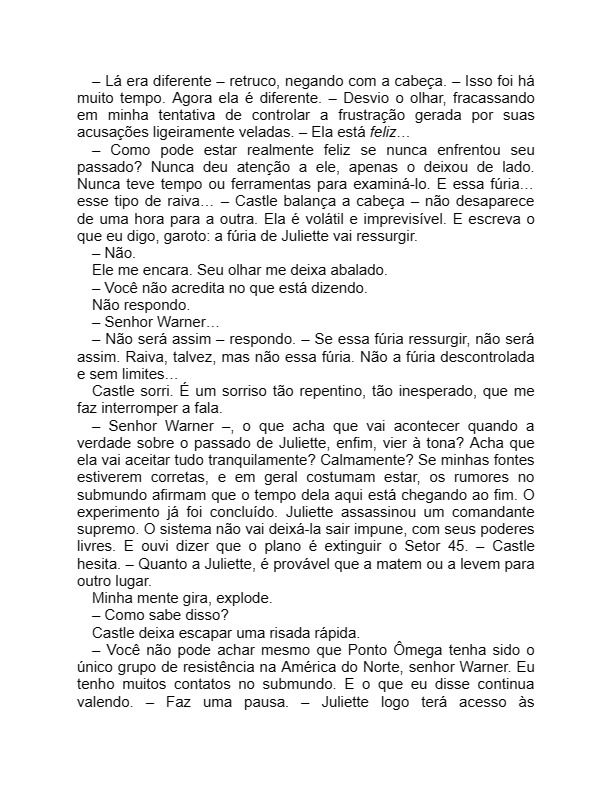 – Lá era diferente – retruco, negando com a cabeça. – Isso foi há
muito tempo. Agora ela é diferente. – Desvio o olhar, fracassando
em minha tentativa de controlar a frustração gerada por suas
acusações ligeiramente veladas. – Ela está feliz…
– Como pode estar realmente feliz se nunca enfrentou seu
passado? Nunca deu atenção a ele, apenas o deixou de lado.
Nunca teve tempo ou ferramentas para examiná-lo. E essa fúria…
esse tipo de raiva… – Castle balança a cabeça – não desaparece
de uma hora para a outra. Ela é volátil e imprevisível. E escreva o
que eu digo, garoto: a fúria de Juliette vai ressurgir.
– Não.
Ele me encara. Seu olhar me deixa abalado.
– Você não acredita no que está dizendo.
Não respondo.
– Senhor Warner…
– Não será assim – respondo. – Se essa fúria ressurgir, não será
assim. Raiva, talvez, mas não essa fúria. Não a fúria descontrolada
e sem limites…
Castle sorri. É um sorriso tão repentino, tão inesperado, que me
faz interromper a fala.
– Senhor Warner –, o que acha que vai acontecer quando a
verdade sobre o passado de Juliette, enfim, vier à tona? Acha que
ela vai aceitar tudo tranquilamente? Calmamente? Se minhas fontes
estiverem corretas, e em geral costumam estar, os rumores no
submundo afirmam que o tempo dela aqui está chegando ao fim. O
experimento já foi concluído. Juliette assassinou um comandante
supremo. O sistema não vai deixá-la sair impune, com seus poderes
livres. E ouvi dizer que o plano é extinguir o Setor 45. – Castle
hesita. – Quanto a Juliette, é provável que a matem ou a levem para
outro lugar.
Minha mente gira, explode.
– Como sabe disso?
Castle deixa escapar uma risada rápida.
– Você não pode achar mesmo que Ponto Ômega tenha sido o
único grupo de resistência na América do Norte, senhor Warner. Eu
tenho muitos contatos no submundo. E o que eu disse continua
valendo. – Faz uma pausa. – Juliette logo terá acesso às